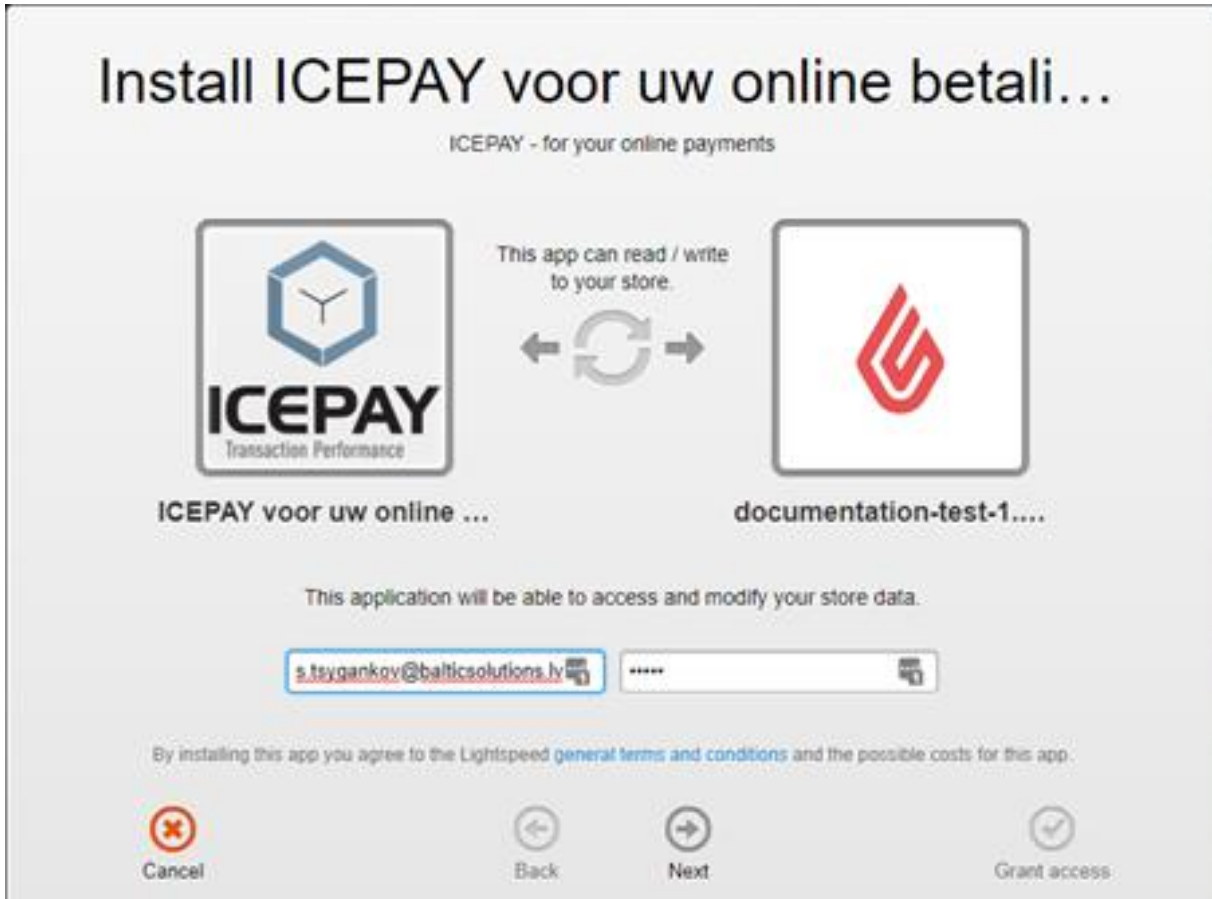 Install ICEPAY voor uw online betali...
ICEPAY - for your online payments
This app can read / write
to your store.
ICEPAY
Transaction Performance
ICEPAY voor uw online ...
documentation-test-1....
This application will be able to access and modify your store data.
s.tsygankov@balticsolutions.lv
•••••
By installing this app you agree to the Lightspeed general terms and conditions and the possible costs for this app.
Cancel
Back
Next
Grant access